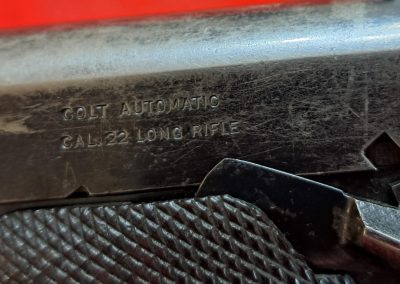 COLT AUTOMATIC
CAL. 22 LONG RIFLE